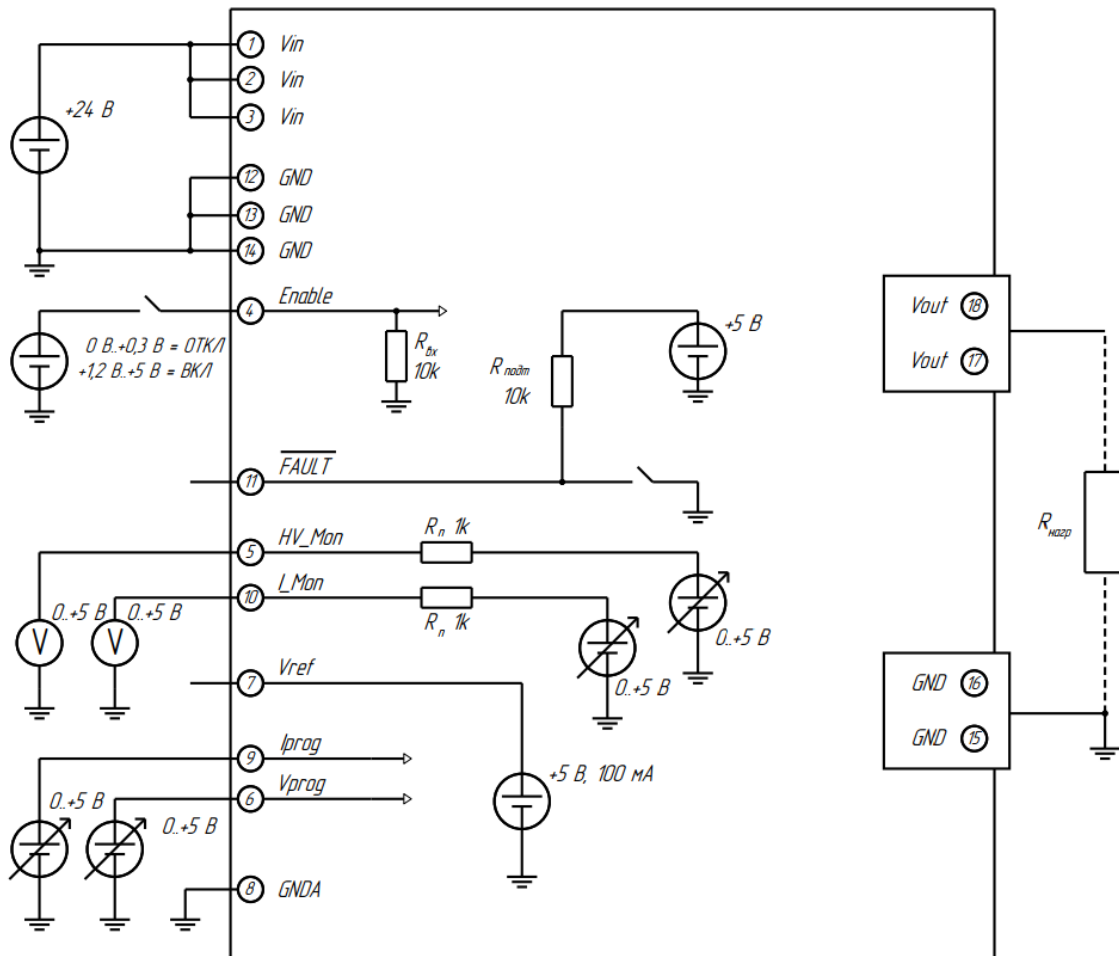 1 Vin
2 Vin
3 Vin
+24 В
12 GND
13 GND
14 GND
4 Enable
0 В..+0,3 В = ОТКЛ
+1,2 В..+5 В = ВКЛ
Rвх
10k
Rподт
10k
+5 В
Vout 18
Vout 17
11 FAULT
Rнагр
5 HV_Mon
Rп 1k
10 I_Mon
Rп 1k
0..+5 В
0..+5 В
V
V
0..+5 В
0..+5 В
7 Vref
GND 16
GND 15
9 Iprog
6 Vprog
+5 В, 100 мА
0..+5 В
0..+5 В
8 GNDA